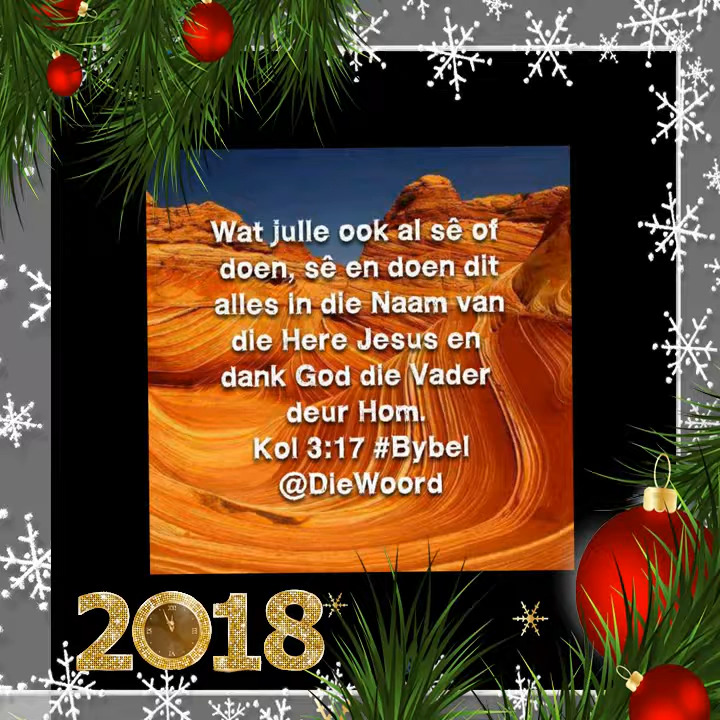 Wat julle ook al sê of
doen, sê en doen dit
alles in die Naam van
die Here Jesus en
dank God die Vader
deur Hom.
Kol 3:17 #Bybel
@DieWoord
2018